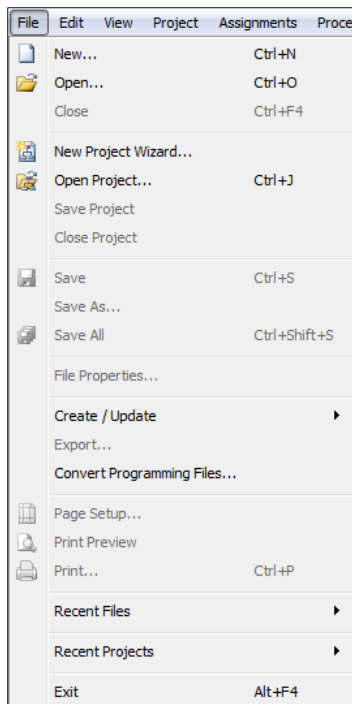 File Edit View Project Assignments Proce
New... Ctrl+N
Open... Ctrl+O
Close Ctrl+F4
New Project Wizard...
Open Project... Ctrl+J
Save Project
Close Project
Save Ctrl+S
Save As...
Save All Ctrl+Shift+S
File Properties...
Create / Update
Export...
Convert Programming Files...
Page Setup...
Print Preview
Print... Ctrl+P
Recent Files
Recent Projects
Exit Alt+F4